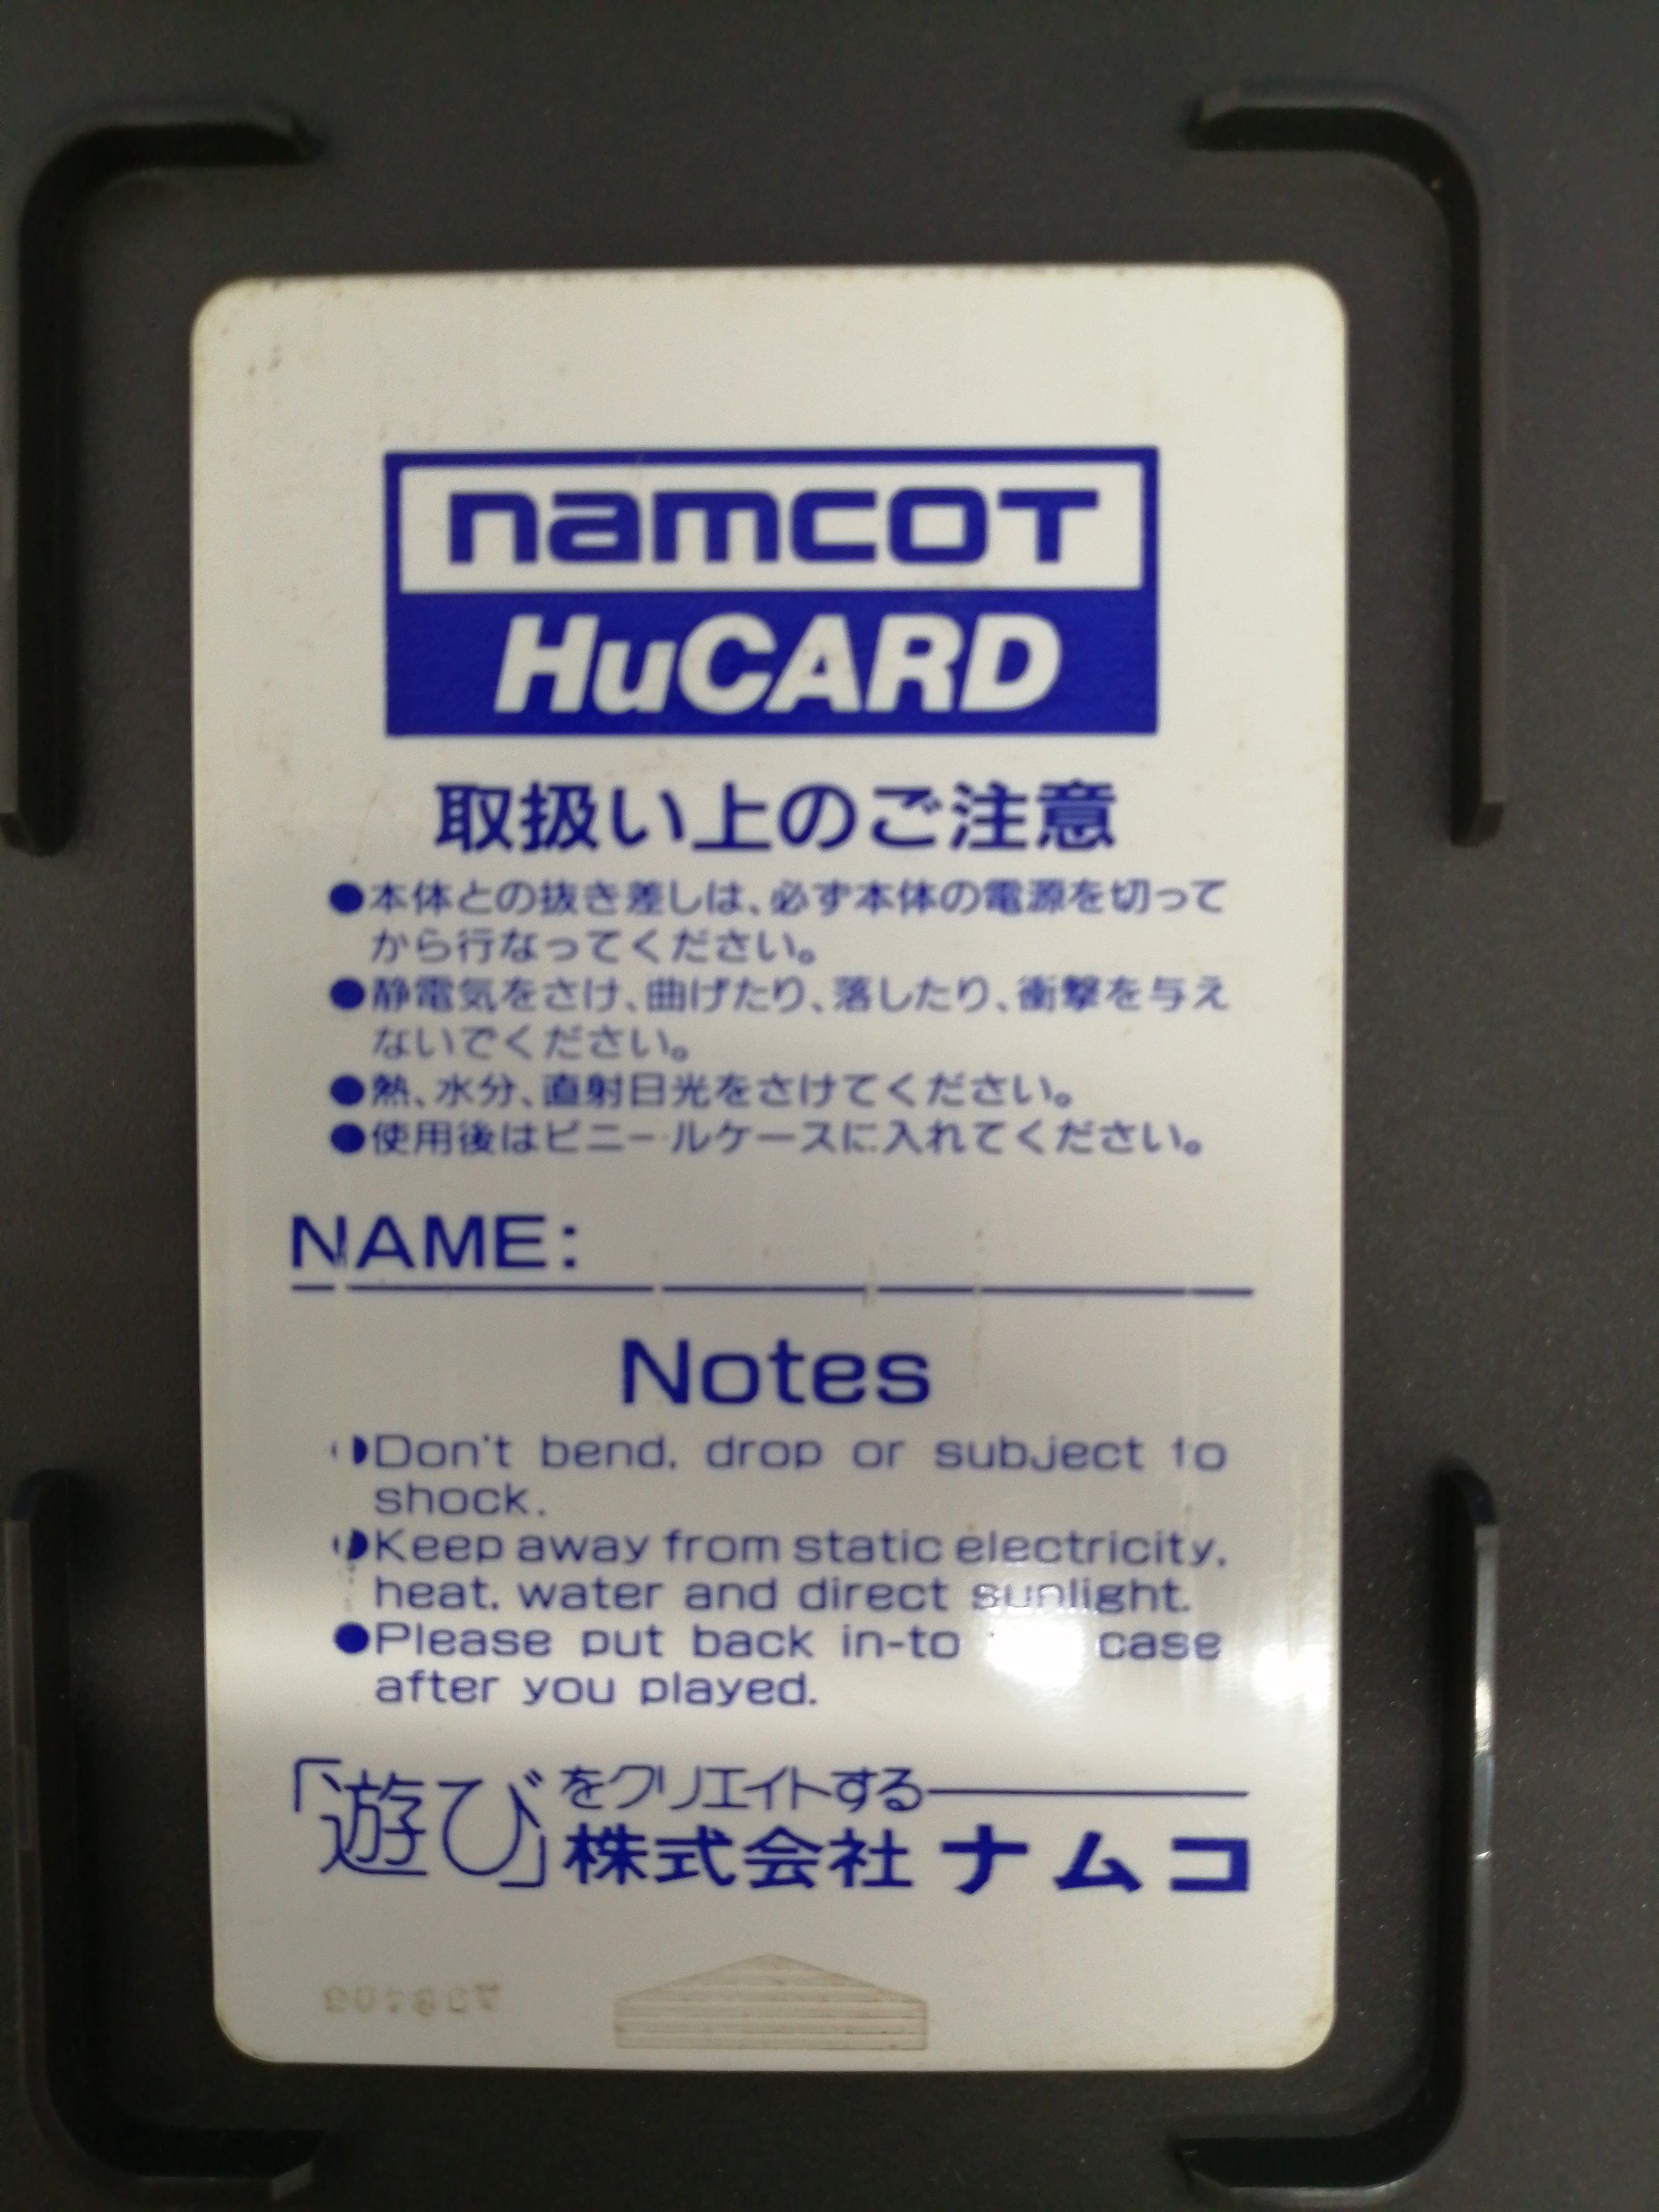 namcot
HuCARD
取扱い上のご注意
●本体との抜き差しは、必ず本体の電源を切って
から行なってください。
●静電気をさけ、曲げたり、落したり、衝撃を与え
ないでください。
●熱、水分、直射日光をさけてください。
●使用後はビニールケースに入れてください。
NAME:
Notes
●Don't bend, drop or subject to
shock.
●Keep away from static electricity,
heat, water and direct sunlight.
●Please put back in-to case
after you played.
「遊び」をクリエイトする
株式会社ナムコ